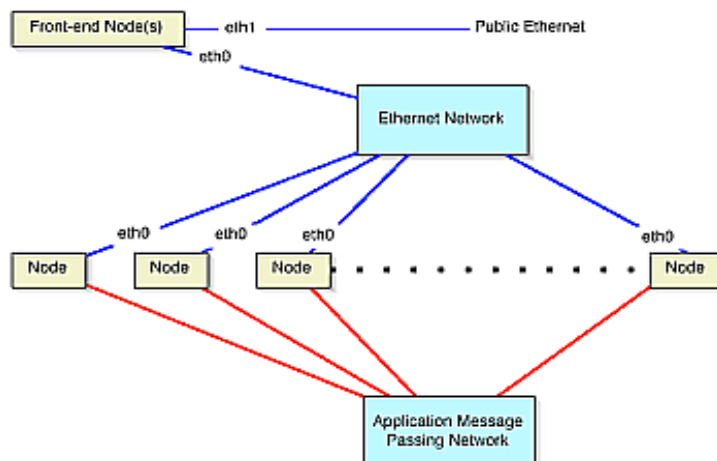 Front-end Node(s)
eth1
Public Ethernet
eth0
Ethernet Network
eth0
eth0
eth0
eth0
Node
Node
Node
Node
Application Message
Passing Network